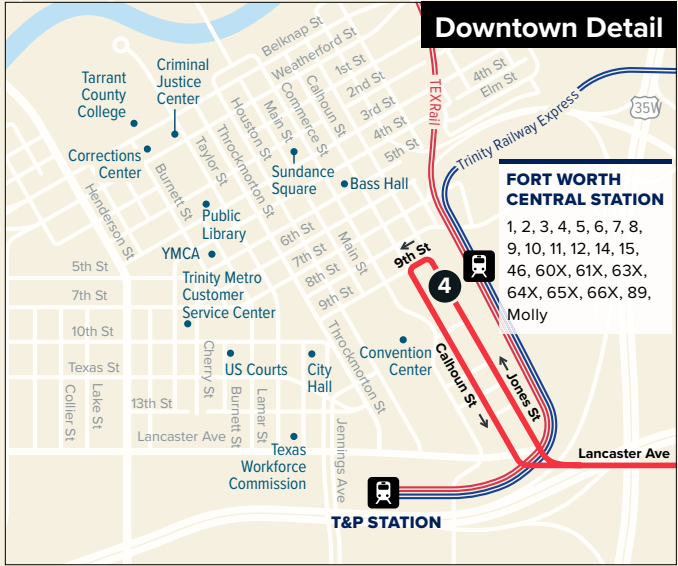 Downtown Detail
Belknap St
Weatherford St
1st St
2nd St
3rd St
4th St
5th St
4th St
Elm St
TEXRail
Trinity Railway Express
35W
Criminal
Justice
Center
Tarrant
County
College
Corrections
Center
Henderson St
Burnett St
Taylor St
Throckmorton St
Houston St
Main St
Commerce St
Calhoun St
Sundance
Square
Bass Hall
Public
Library
YMCA
Trinity Metro
Customer
Service Center
FORT WORTH
CENTRAL STATION
1, 2, 3, 4, 5, 6, 7, 8,
9, 10, 11, 12, 14, 15,
46, 60X, 61X, 63X,
64X, 65X, 66X, 89,
Molly
6th St
7th St
8th St
9th St
Main St
9th St
4
5th St
7th St
10th St
Texas St
13th St
Lancaster Ave
Collier St
Lake St
Cherry St
Burnett St
Lamar St
Jennings Ave
Throckmorton St
US Courts
City
Hall
Convention
Center
Calhoun St
Jones St
Lancaster Ave
Texas
Workforce
Commission
T&P STATION